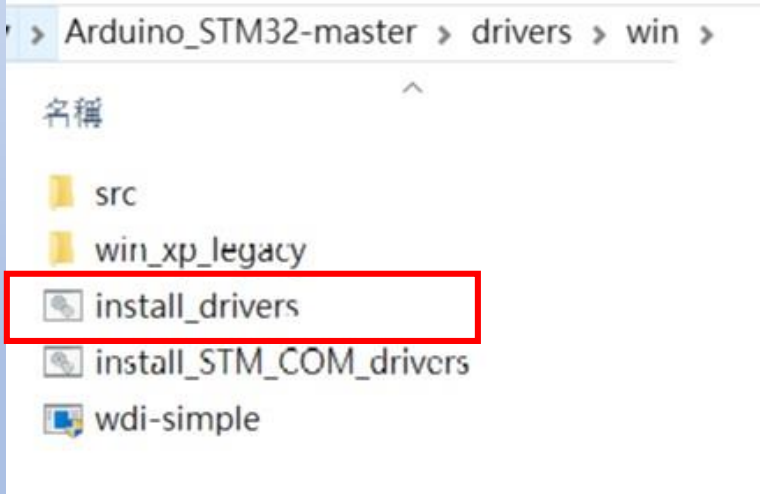 Arduino_STM32-master > drivers > win >
名稱
src
win_xp_legacy
install_drivers
install_STM_COM_drivers
wdi-simple